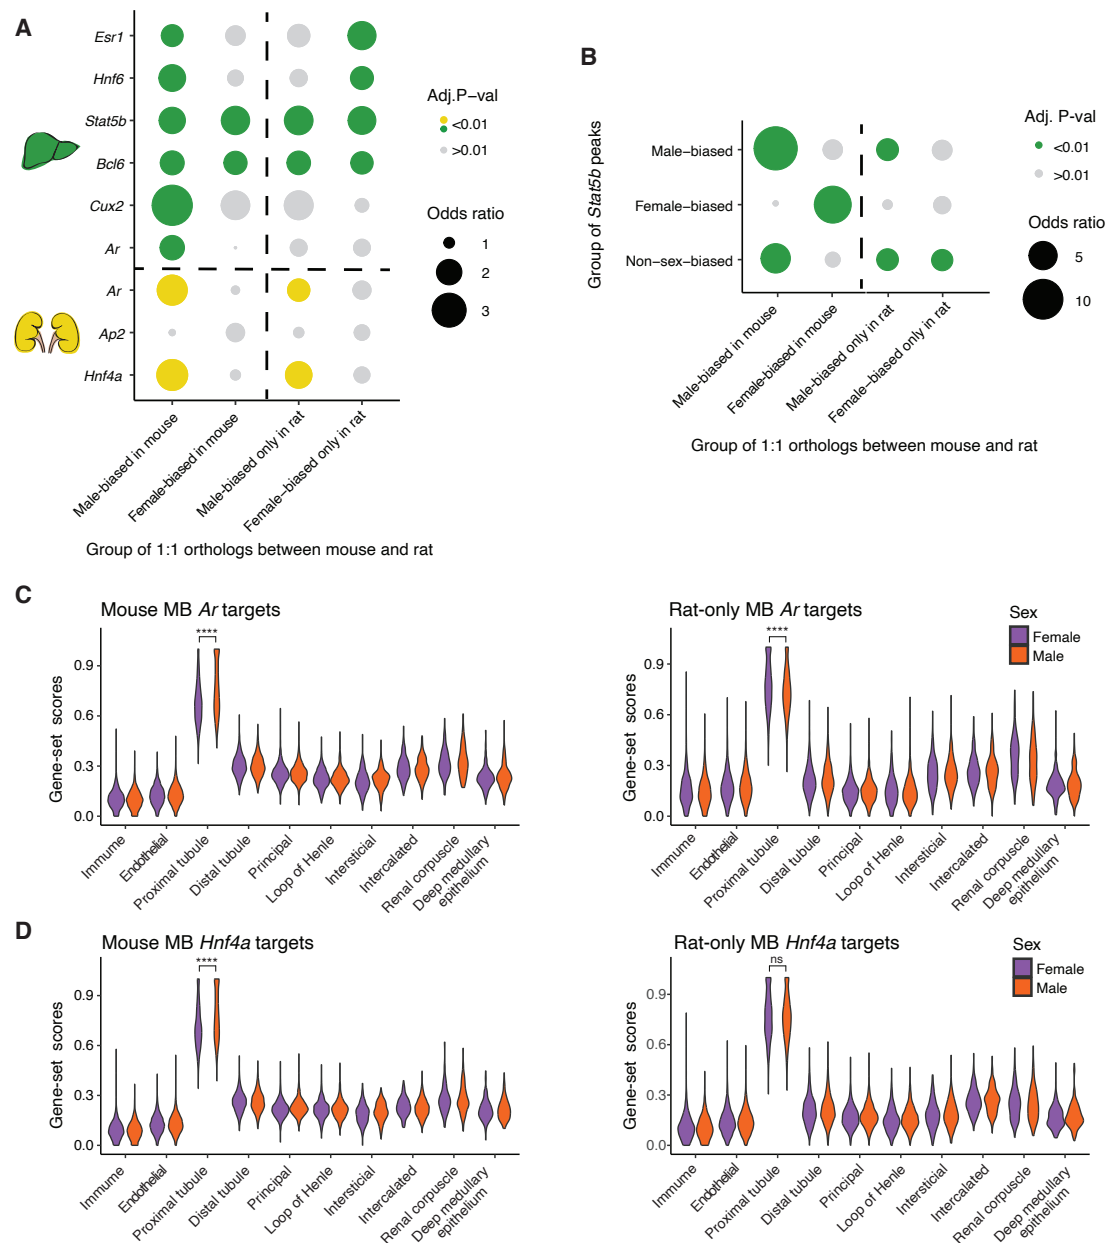 A
Esr1
Hnf6
Stat5b
Bcl6
Cux2
Ar
Ar
Ap2
Hnf4a
Male-biased in mouse
Female-biased in mouse
Male-biased only in rat
Female-biased only in rat
Group of 1:1 orthologs between mouse and rat
Adj.P-val
<0.01
>0.01
Odds ratio
1
2
3
B
Group of Stat5b peaks
Male-biased
Female-biased
Non-sex-biased
Male-biased in mouse
Female-biased in mouse
Male-biased only in rat
Female-biased only in rat
Group of 1:1 orthologs between mouse and rat
Adj. P-val
<0.01
>0.01
Odds ratio
5
10
C
Mouse MB Ar targets
Gene-set scores
0.9
0.6
0.3
0.0
****
Immume
Endothelial
Proximal tubule
Distal tubule
Principal
Loop of Henle
Intersticial
Intercalated
Renal corpuscle
Deep medullary
epithelium
Rat-only MB Ar targets
Gene-set scores
0.9
0.6
0.3
0.0
****
Sex
Female
Male
Immume
Endothelial
Proximal tubule
Distal tubule
Principal
Loop of Henle
Intersticial
Intercalated
Renal corpuscle
Deep medullary
epithelium
D
Mouse MB Hnf4a targets
Gene-set scores
0.9
0.6
0.3
0.0
****
Immume
Endothelial
Proximal tubule
Distal tubule
Principal
Loop of Henle
Intersticial
Intercalated
Renal corpuscle
Deep medullary
epithelium
Rat-only MB Hnf4a targets
Gene-set scores
0.9
0.6
0.3
0.0
ns
Sex
Female
Male
Immume
Endothelial
Proximal tubule
Distal tubule
Principal
Loop of Henle
Intersticial
Intercalated
Renal corpuscle
Deep medullary
epithelium